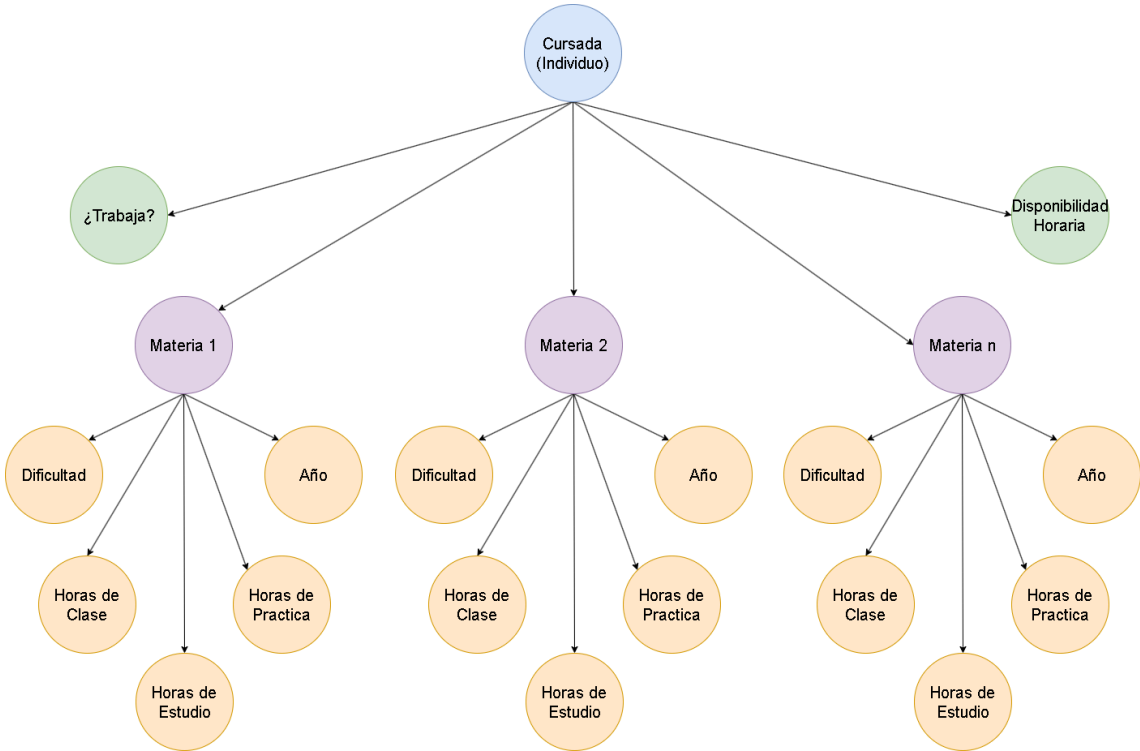 Cursada
(Individuo)
¿Trabaja?
Disponibilidad
Horaria
Materia 1
Materia 2
Materia n
Dificultad
Año
Dificultad
Año
Dificultad
Año
Horas de
Clase
Horas de
Practica
Horas de
Clase
Horas de
Practica
Horas de
Clase
Horas de
Practica
Horas de
Estudio
Horas de
Estudio
Horas de
Estudio